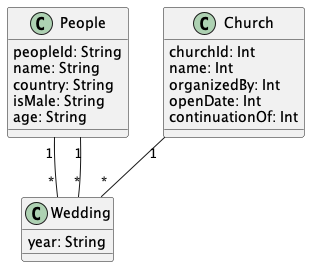 C People
peopleId: String
name: String
country: String
isMale: String
age: String
C Church
churchId: Int
name: Int
organizedBy: Int
openDate: Int
continuationOf: Int
1 1 1
* * *
C Wedding
year: String